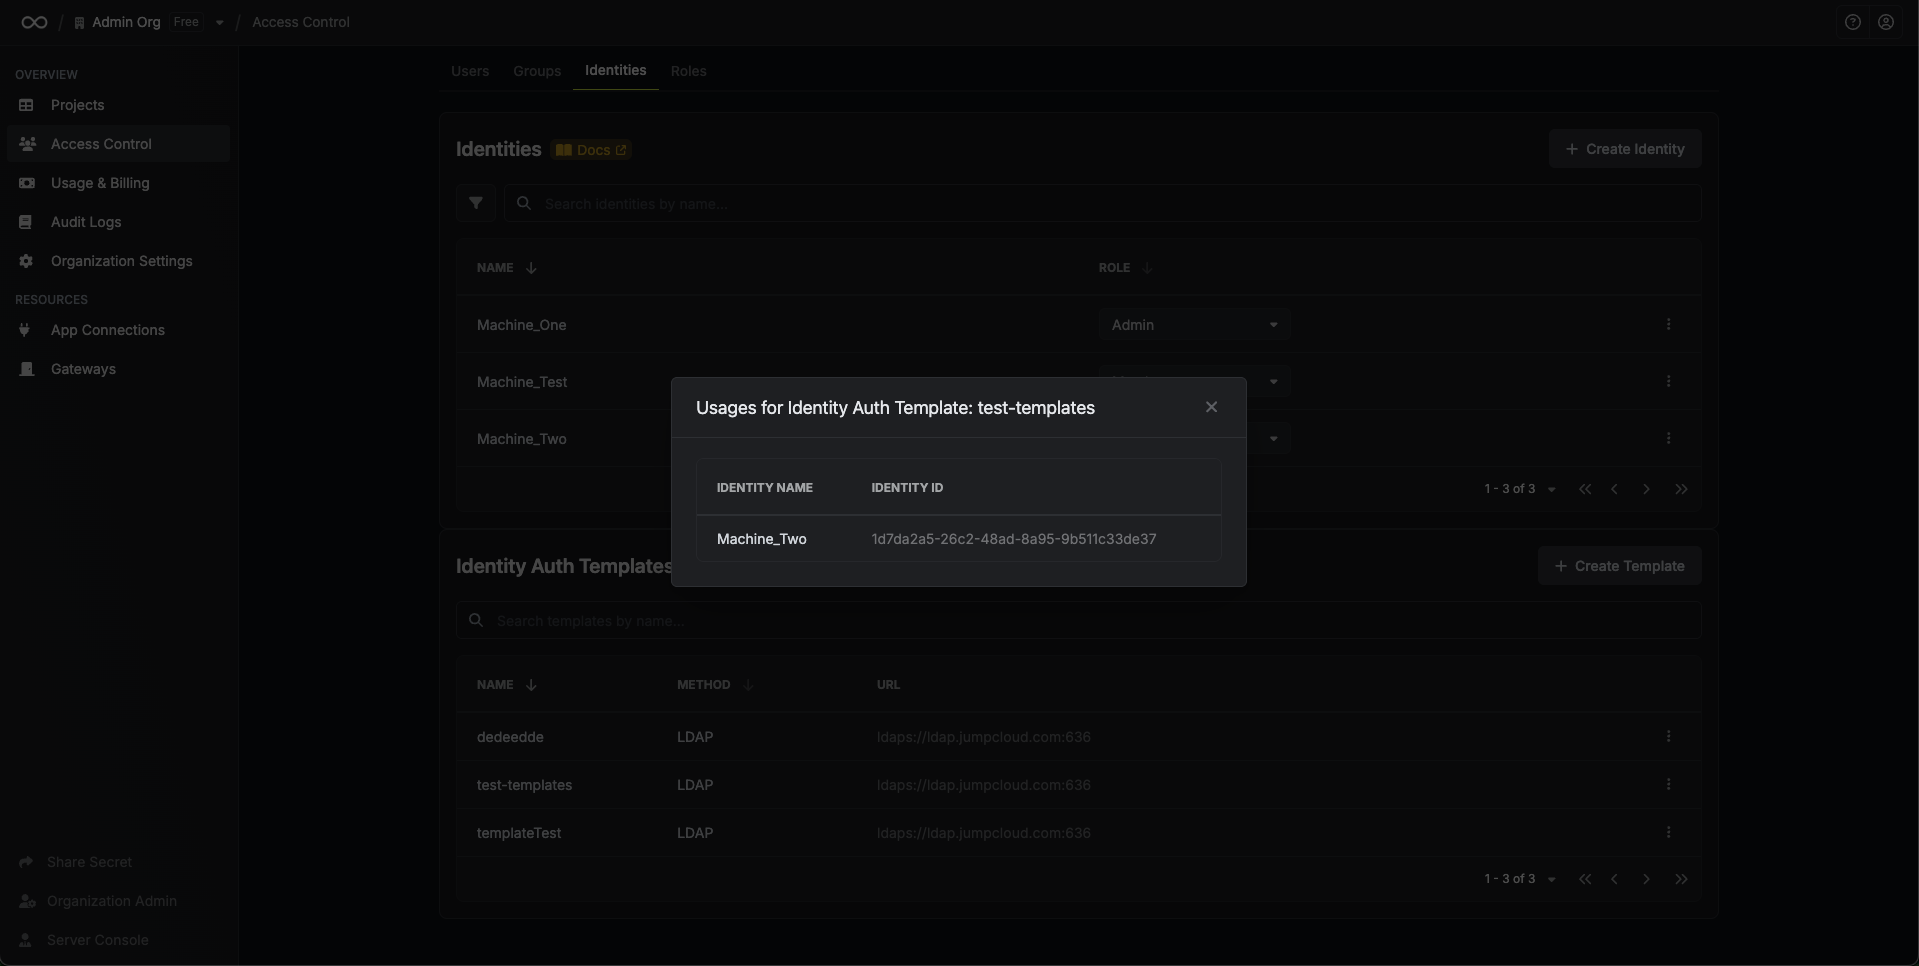 / Admin Org Free / Access Control
OVERVIEW
Projects
Access Control
Usage & Billing
Audit Logs
Organization Settings
RESOURCES
App Connections
Gateways
Share Secret
Organization Admin
Server Console
Users Groups Identities Roles
Identities Docs
+ Create Identity
Search identities by name...
NAME ROLE
Machine_One Admin
Machine_Test
Machine_Two
1 - 3 of 3
Usages for Identity Auth Template: test-templates
IDENTITY NAME IDENTITY ID
Machine_Two 1d7da2a5-26c2-48ad-8a95-9b511c33de37
Identity Auth Templates
+ Create Template
Search templates by name...
NAME METHOD URL
dedeedde LDAP ldaps://ldap.jumpcloud.com:636
test-templates LDAP ldaps://ldap.jumpcloud.com:636
templateTest LDAP ldaps://ldap.jumpcloud.com:636
1 - 3 of 3